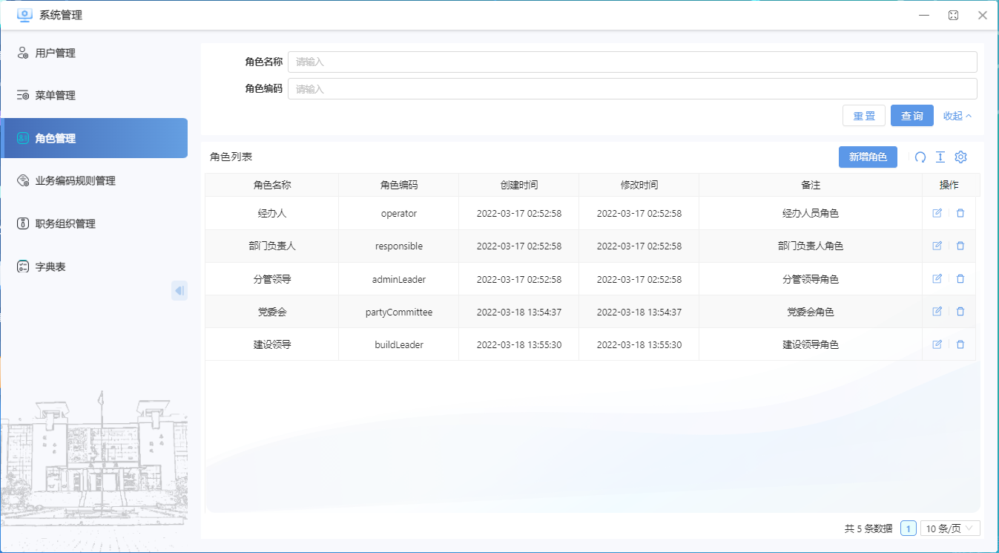 系统管理
用户管理
菜单管理
角色管理
业务编码规则管理
职务组织管理
字典表
角色名称 请输入
角色编码 请输入
重 置 查 询 收起
角色列表 新增角色
角色名称 角色编码 创建时间 修改时间 备注 操作
经办人 operator 2022-03-17 02:52:58 2022-03-17 02:52:58 经办人员角色
部门负责人 responsible 2022-03-17 02:52:58 2022-03-17 02:52:58 部门负责人角色
分管领导 adminLeader 2022-03-17 02:52:58 2022-03-17 02:52:58 分管领导角色
党委会 partyCommittee 2022-03-18 13:54:37 2022-03-18 13:54:37 党委会角色
建设领导 buildLeader 2022-03-18 13:55:30 2022-03-18 13:55:30 建设领导角色
共 5 条数据 1 10 条/页